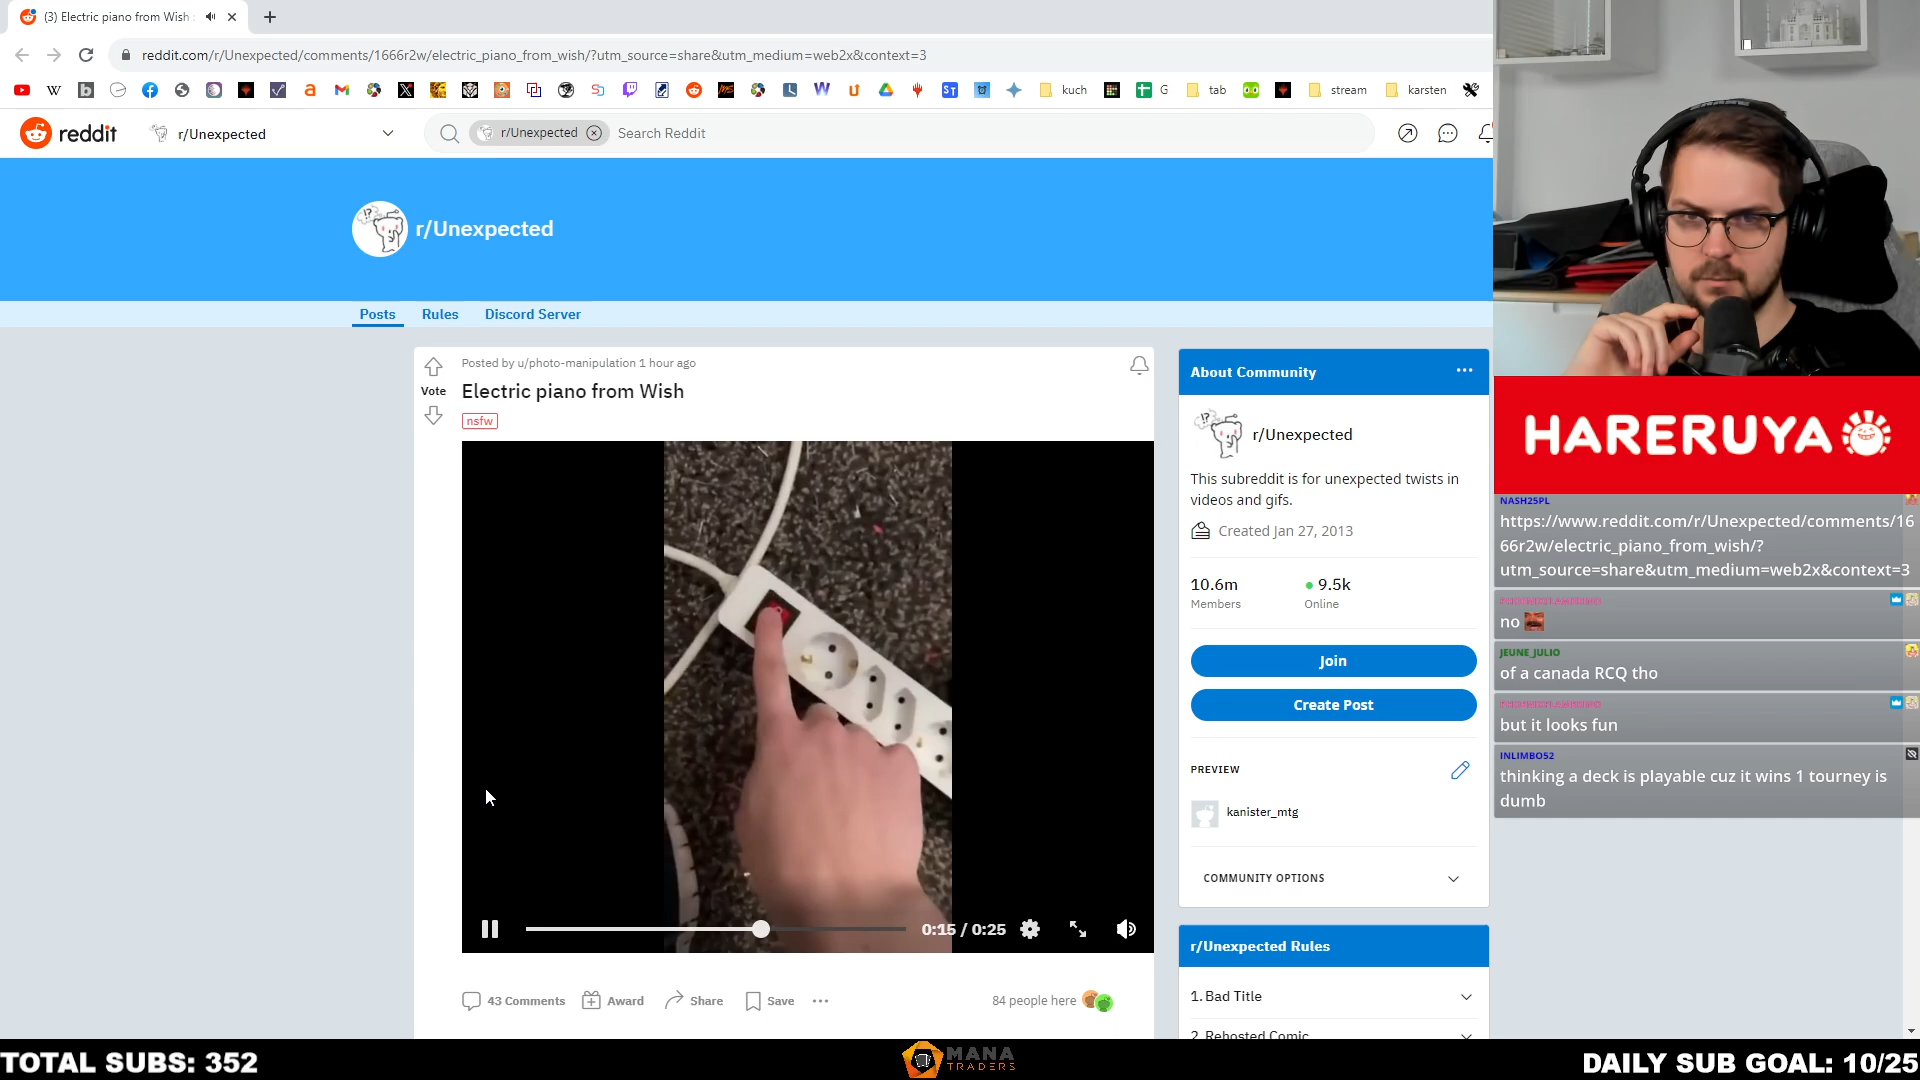 (3) Electric piano from Wish
reddit.com/r/Unexpected/comments/1666r2w/electric_piano_from_wish/?utm_source=share&utm_medium=web2x&context=3
kuch
G
tab
stream
karsten
reddit
r/Unexpected
r/Unexpected
Search Reddit
r/Unexpected
Posts
Rules
Discord Server
Posted by u/photo-manipulation 1 hour ago
Vote
Electric piano from Wish
nsfw
0:15 / 0:25
43 Comments
Award
Share
Save
84 people here
About Community
r/Unexpected
This subreddit is for unexpected twists in
videos and gifs.
Created Jan 27, 2013
10.6m
9.5k
Members
Online
Join
Create Post
PREVIEW
kanister_mtg
COMMUNITY OPTIONS
r/Unexpected Rules
1. Bad Title
2. Rehosted Comic
HARERUYA
NASH25PL
https://www.reddit.com/r/Unexpected/comments/16
66r2w/electric_piano_from_wish/?
utm_source=share&utm_medium=web2x&context=3
no
JEUNE_JULIO
of a canada RCQ tho
but it looks fun
INLIMBO52
thinking a deck is playable cuz it wins 1 tourney is
dumb
TOTAL SUBS: 352
MANA
TRADERS
DAILY SUB GOAL: 10/25